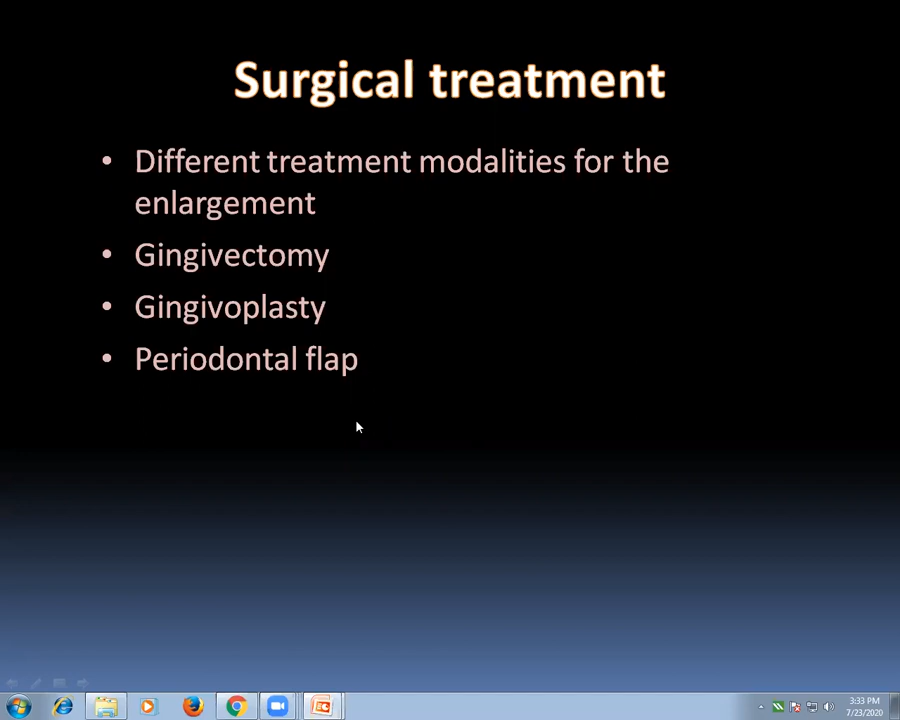 Surgical treatment
• Different treatment modalities for the
enlargement
• Gingivectomy
• Gingivoplasty
• Periodontal flap
3:33 PM
7/23/2020